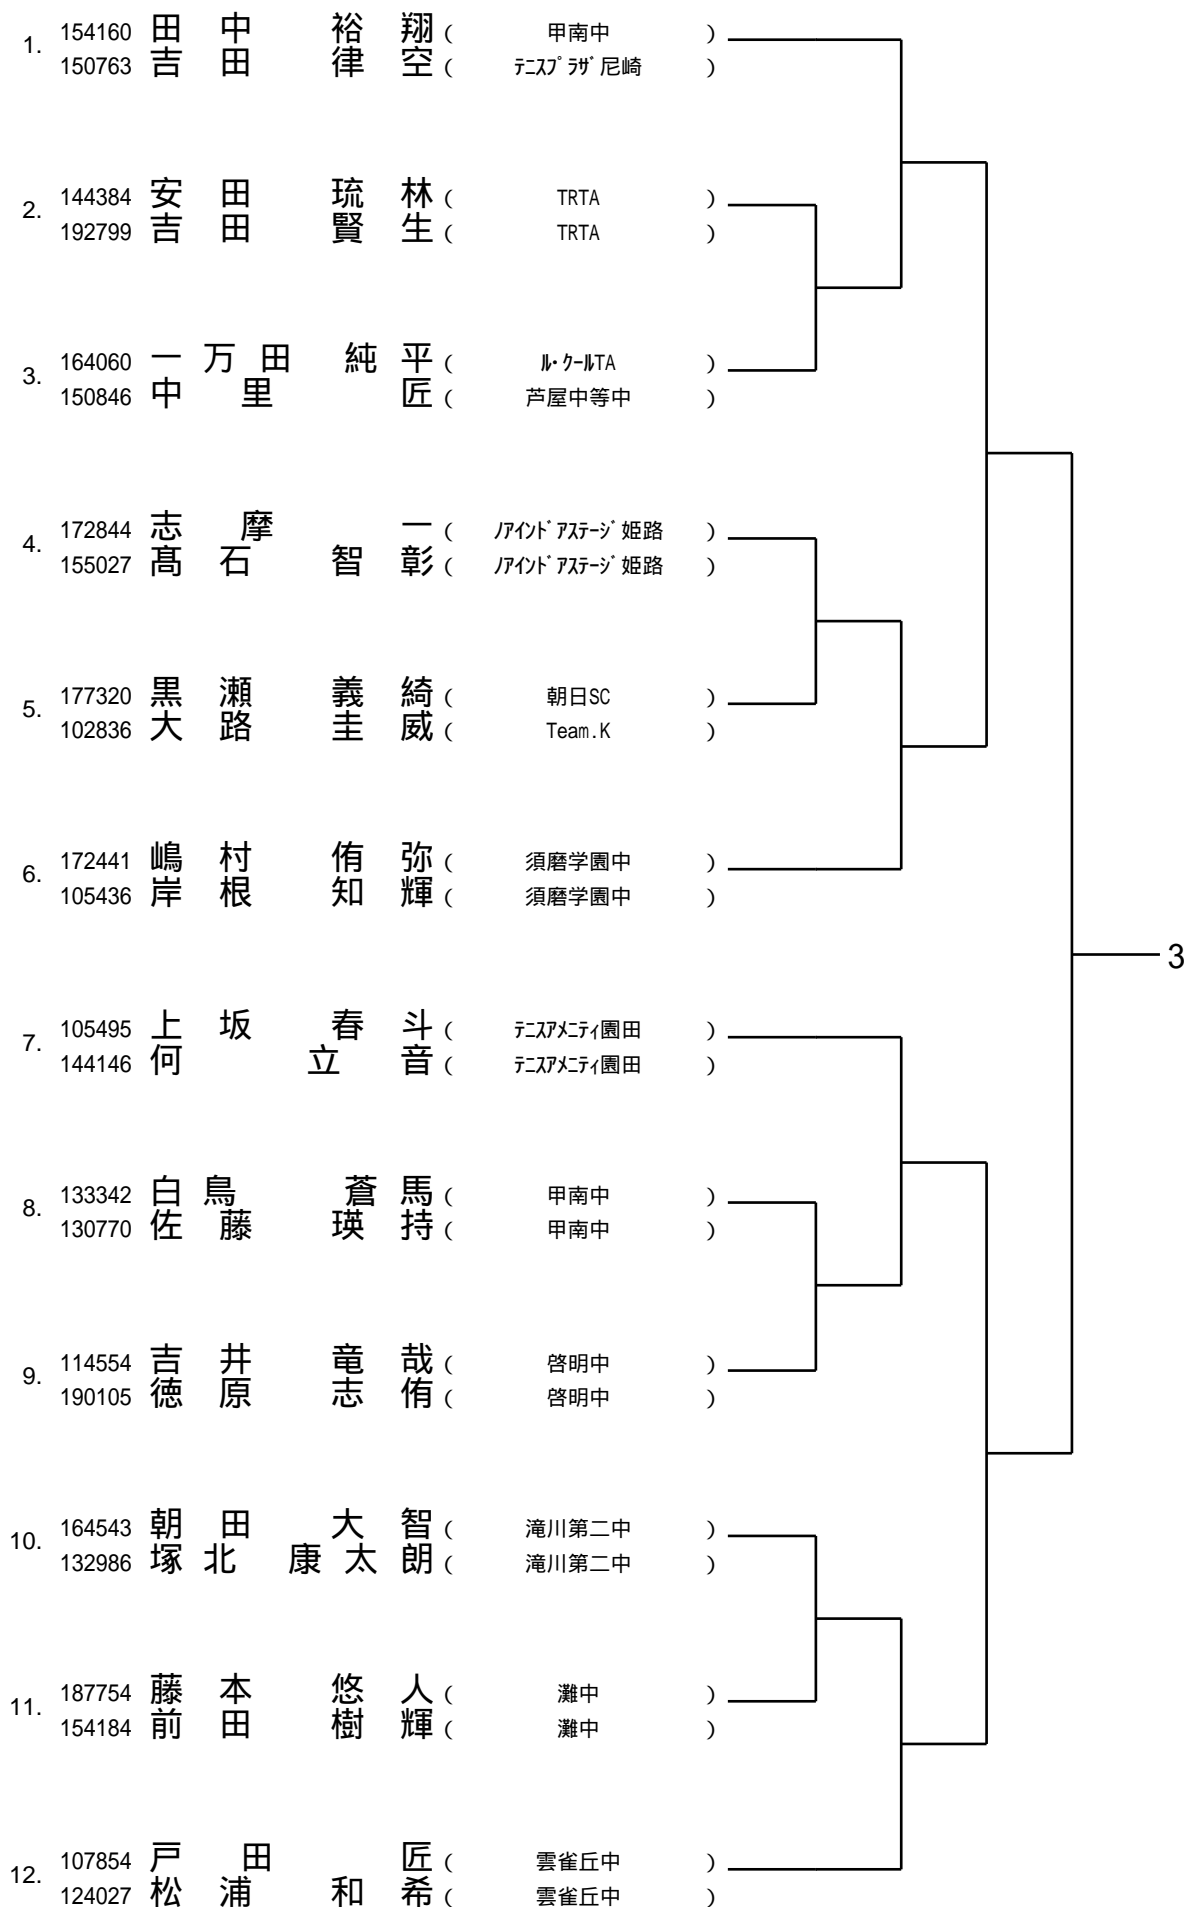 1. 154160 田中 裕翔 ( 甲南中 )
150763 吉田 律空 ( ﾃﾆｽﾌﾟﾗｻﾞ尼崎 )
2. 144384 安田 琉林 ( TRTA )
192799 吉田 賢生 ( TRTA )
3. 164060 一万田 純平 ( ﾙ・ｸｰﾙTA )
150846 中里 匠 ( 芦屋中等中 )
4. 172844 志摩 一 ( ﾉｱｲﾝﾄﾞｱｽﾃｰｼﾞ姫路 )
155027 髙石 智彰 ( ﾉｱｲﾝﾄﾞｱｽﾃｰｼﾞ姫路 )
5. 177320 黒瀬 義綺 ( 朝日SC )
102836 大路 圭威 ( Team.K )
6. 172441 嶋村 侑弥 ( 須磨学園中 )
105436 岸根 知輝 ( 須磨学園中 )
3
7. 105495 上坂 春斗 ( ﾃﾆｽｱﾒﾆﾃｨ園田 )
144146 何 立音 ( ﾃﾆｽｱﾒﾆﾃｨ園田 )
8. 133342 白鳥 蒼馬 ( 甲南中 )
130770 佐藤 瑛持 ( 甲南中 )
9. 114554 吉井 竜哉 ( 啓明中 )
190105 徳原 志侑 ( 啓明中 )
10. 164543 朝田 大智 ( 滝川第二中 )
132986 塚北 康太朗 ( 滝川第二中 )
11. 187754 藤本 悠人 ( 灘中 )
154184 前田 樹輝 ( 灘中 )
12. 107854 戸田 匠 ( 雲雀丘中 )
124027 松浦 和希 ( 雲雀丘中 )